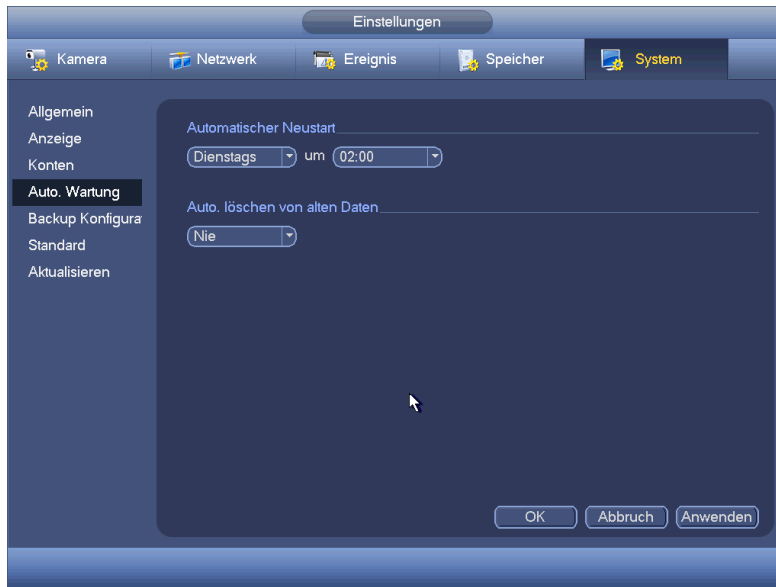 Einstellungen
Kamera
Netzwerk
Ereignis
Speicher
System
Allgemein
Anzeige
Konten
Auto. Wartung
Backup Konfigurat
Standard
Aktualisieren
Automatischer Neustart
Dienstags um 02:00
Auto. löschen von alten Daten
Nie
OK
Abbruch
Anwenden